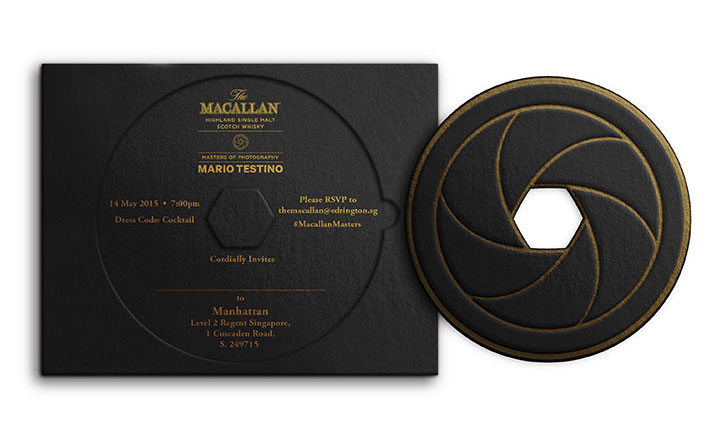 The
MACALLAN
HIGHLAND SINGLE MALT
SCOTCH WHISKY
MASTERS OF PHOTOGRAPHY
MARIO TESTINO
14 May 2015 • 7:00pm
Dress Code: Cocktail
Please RSVP to
themacallan@edrington.sg
#MacallanMasters
Cordially Invites
to
Manhattan
Level 2 Regent Singapore,
1 Cuscaden Road,
S. 249715